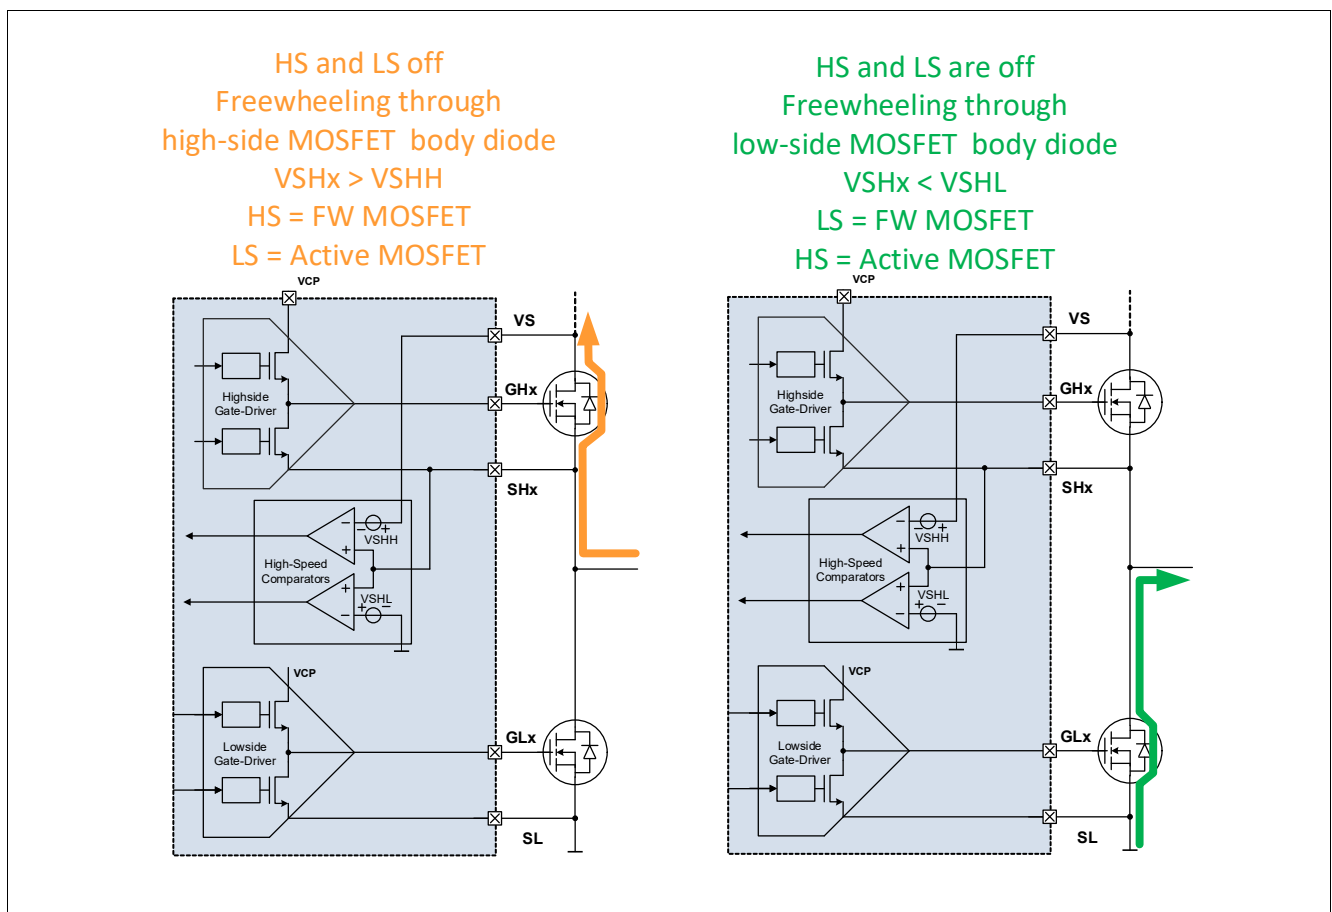 HS and LS off
Freewheeling through
high-side MOSFET body diode
VSHx > VSHH
HS = FW MOSFET
LS = Active MOSFET
VCP
VS
Highside
Gate-Driver
GHx
SHx
VSHH
High-Speed
Comparators
VSHL
VCP
Lowside
Gate-Driver
GLx
SL
HS and LS are off
Freewheeling through
low-side MOSFET body diode
VSHx < VSHL
LS = FW MOSFET
HS = Active MOSFET
VCP
VS
Highside
Gate-Driver
GHx
SHx
VSHH
High-Speed
Comparators
VSHL
VCP
Lowside
Gate-Driver
GLx
SL